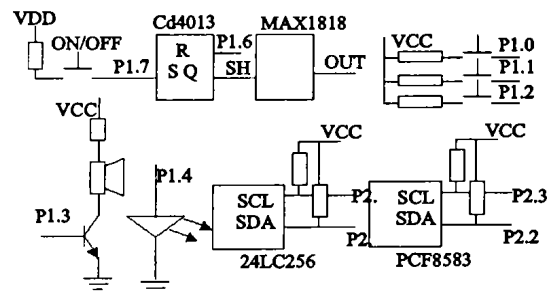 VDD
ON/OFF
P1.7
Cd4013
R
S Q
P1.6
SH
MAX1818
OUT
VCC
P1.0
P1.1
P1.2
VCC
P1.3
P1.4
VCC
SCL
SDA
P2.
P2
24LC256
VCC
SCL
SDA
P2.3
P2.2
PCF8583